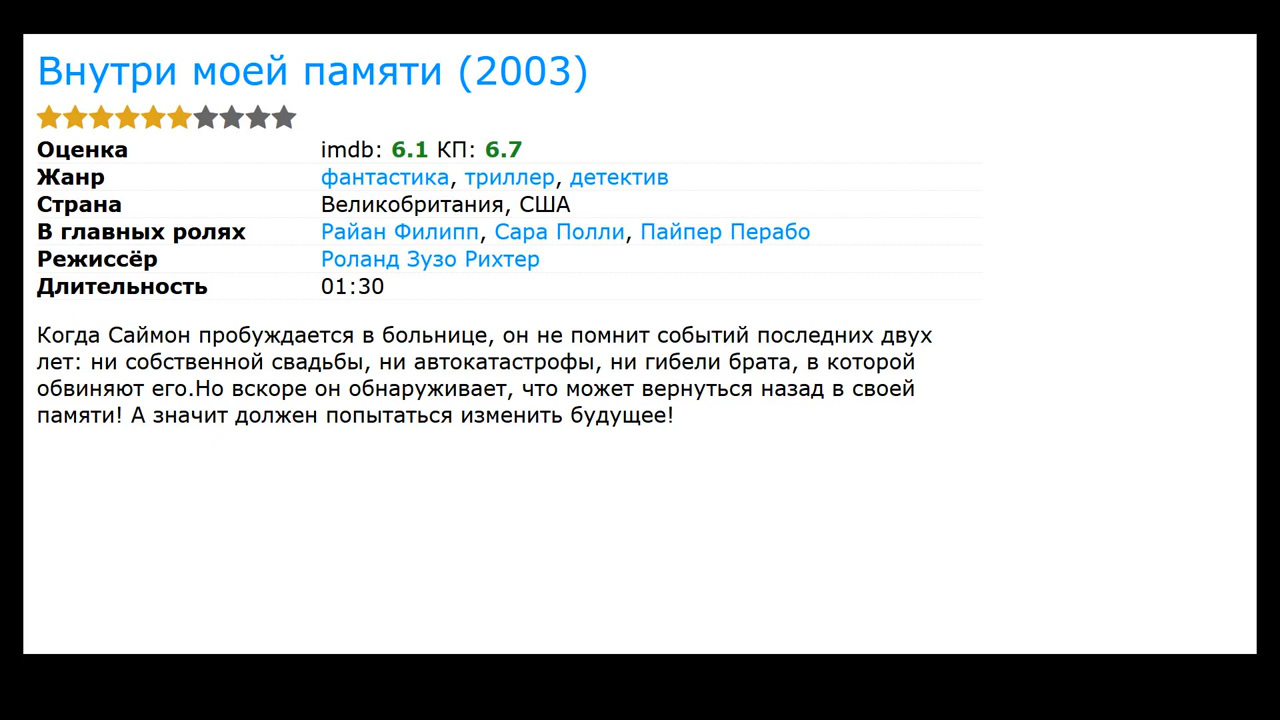 Внутри моей памяти (2003)
Оценка imdb: 6.1 КП: 6.7
Жанр фантастика, триллер, детектив
Страна Великобритания, США
В главных ролях Райан Филипп, Сара Полли, Пайпер Перабо
Режиссёр Роланд Зузо Рихтер
Длительность 01:30
Когда Саймон пробуждается в больнице, он не помнит событий последних двух
лет: ни собственной свадьбы, ни автокатастрофы, ни гибели брата, в которой
обвиняют его.Но вскоре он обнаруживает, что может вернуться назад в своей
памяти! А значит должен попытаться изменить будущее!